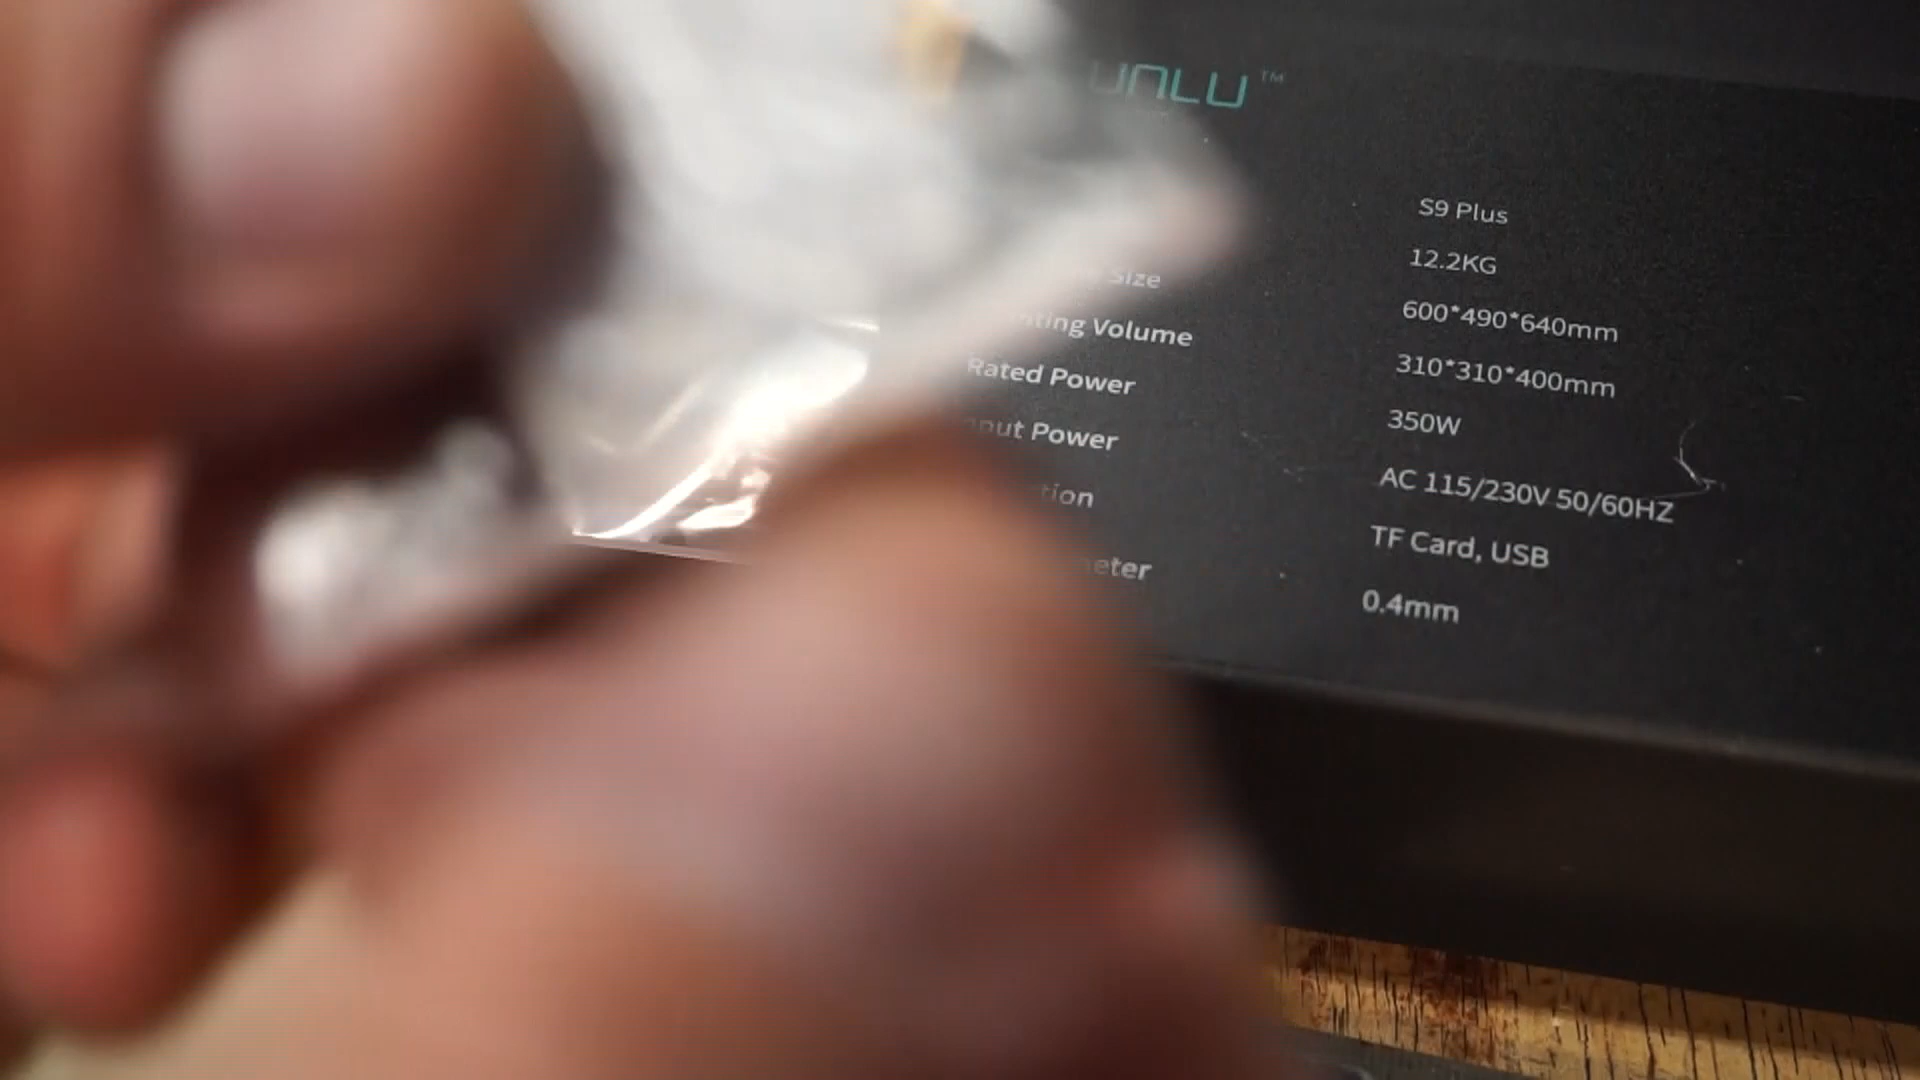 UNLU™
S9 Plus
12.2KG
Size 600*490*640mm
Volume 310*310*400mm
Rated Power 350W
Power AC 115/230V 50/60HZ
TF Card, USB
0.4mm